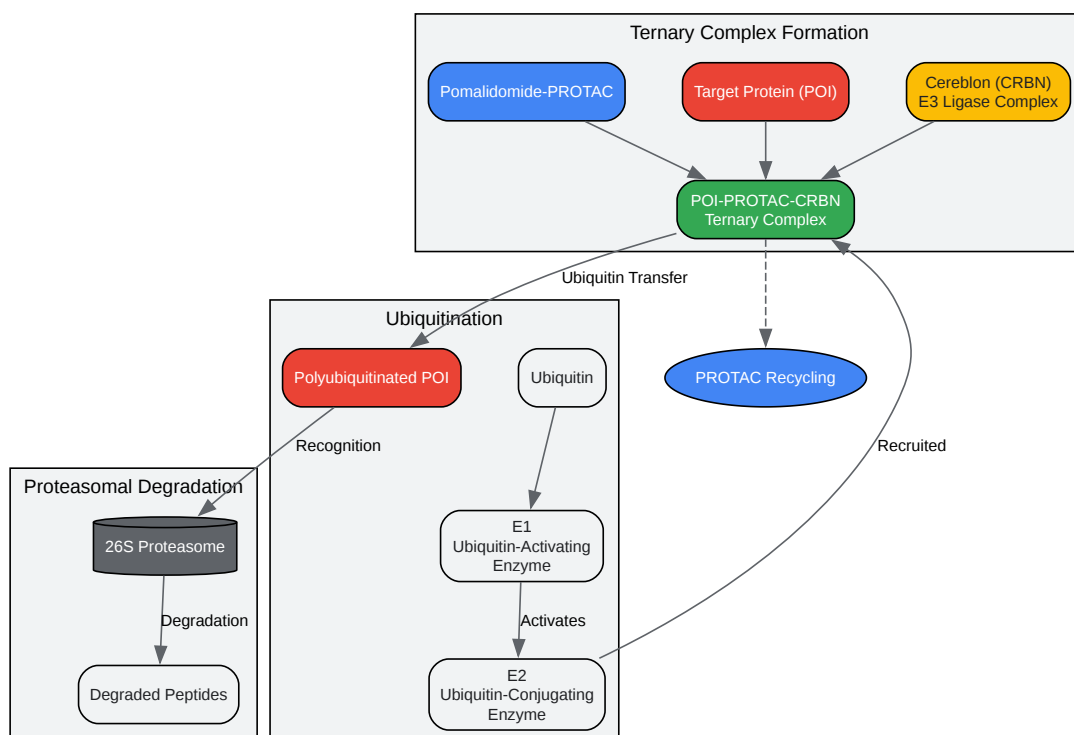 Ternary Complex Formation
Pomalidomide-PROTAC
Target Protein (POI)
Cereblon (CRBN)
E3 Ligase Complex
POI-PROTAC-CRBN
Ternary Complex
Ubiquitin Transfer
Ubiquitination
Polyubiquitinated POI
Ubiquitin
PROTAC Recycling
Recognition
Recruited
Proteasomal Degradation
26S Proteasome
E1
Ubiquitin-Activating
Enzyme
Degradation
Activates
Degraded Peptides
E2
Ubiquitin-Conjugating
Enzyme